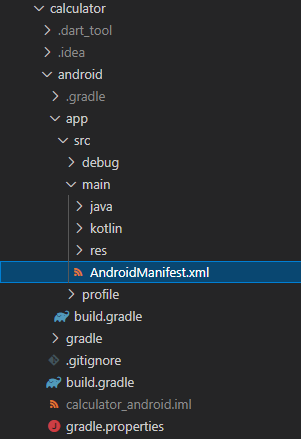 calculator
.dart_tool
.idea
android
.gradle
app
src
debug
main
java
kotlin
res
AndroidManifest.xml
profile
build.gradle
gradle
.gitignore
build.gradle
calculator_android.iml
gradle.properties